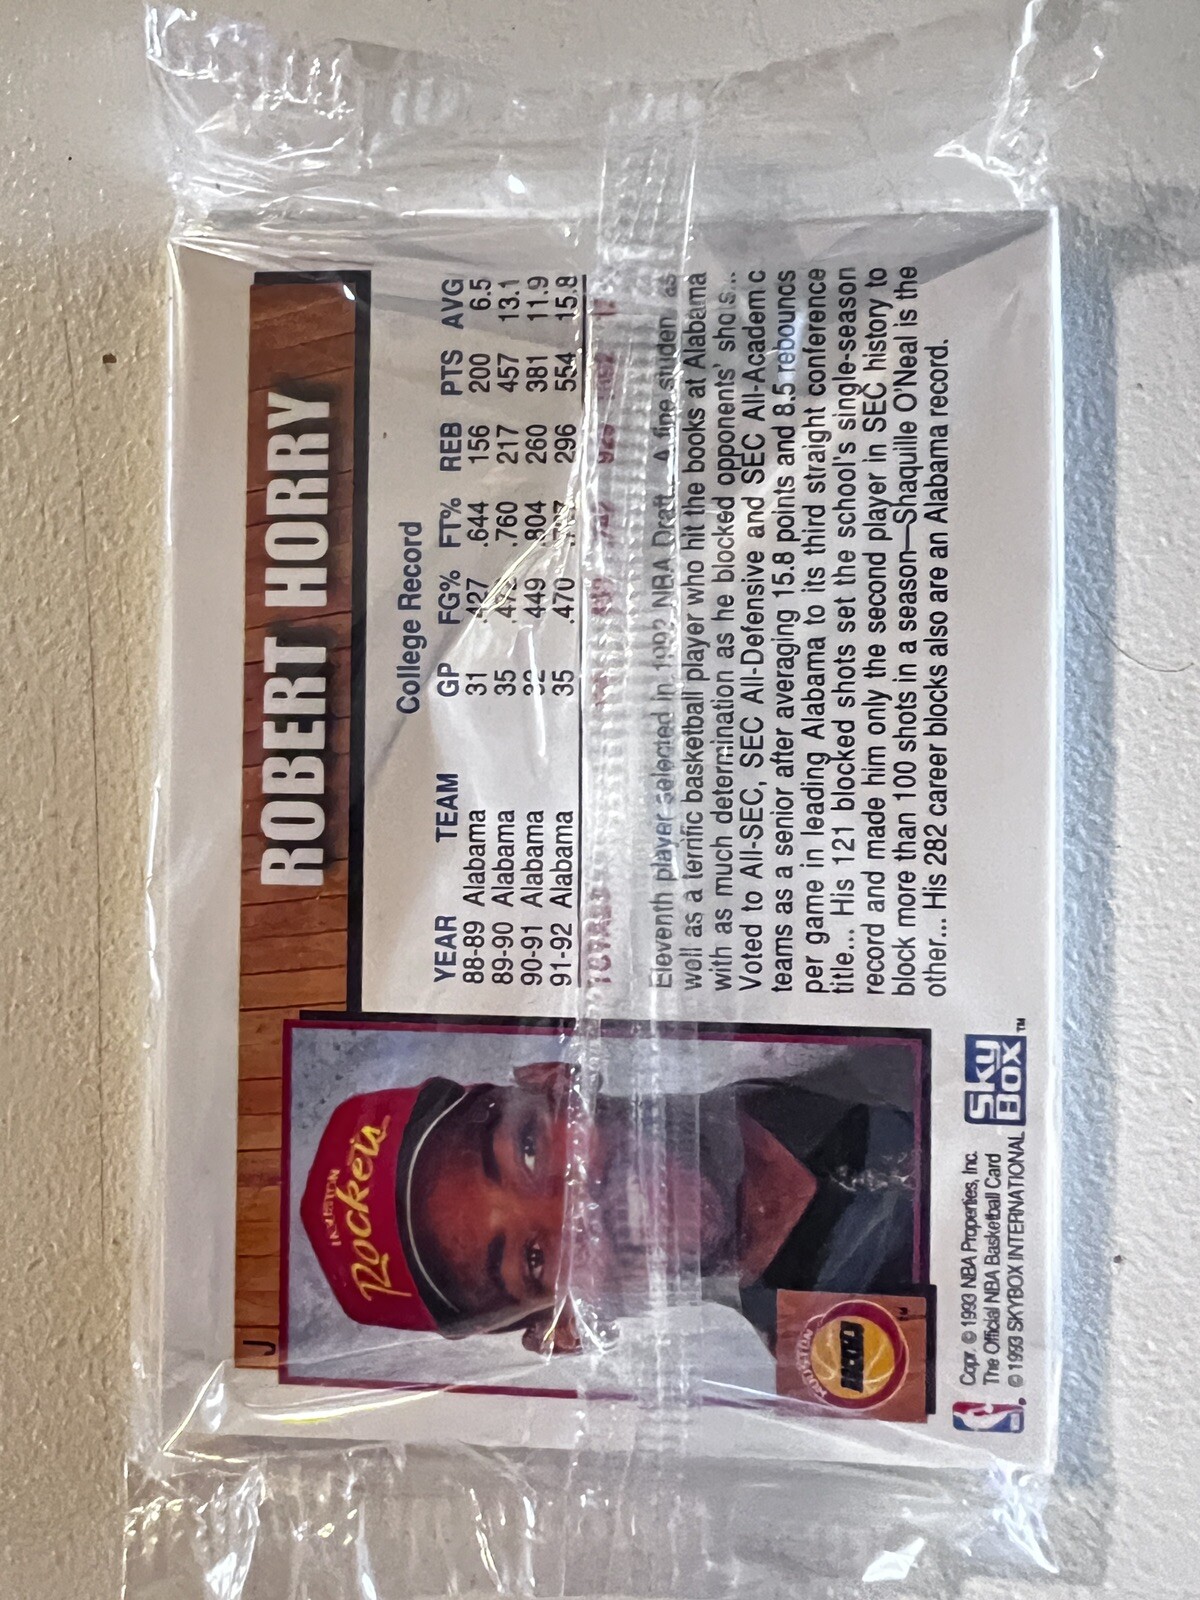 ROBERT HORRY
J
HOUSTON
Rockets
HOUSTON
College Record
YEAR TEAM GP FG% FT% REB PTS AVG
88-89 Alabama 31 .427 .644 156 200 6.5
89-90 Alabama 35 .760 217 457 13.1
90-91 Alabama 32 .449 .804 260 381 11.9
91-92 Alabama 35 .470 296 554 15.8
TOTALS
Eleventh player selected in 1992 NBA Draft... A fine student as
well as a terrific basketball player who hit the books at Alabama
with as much determination as he blocked opponents' shots...
Voted to All-SEC, SEC All-Defensive and SEC All-Academic
teams as a senior after averaging 15.8 points and 8.5 rebounds
per game in leading Alabama to its third straight conference
title... His 121 blocked shots set the school's single-season
record and made him only the second player in SEC history to
block more than 100 shots in a season—Shaquille O'Neal is the
other... His 282 career blocks also are an Alabama record.
Copr. © 1993 NBA Properties, Inc.
The Official NBA Basketball Card
© 1993 SKYBOX INTERNATIONAL
SkyBox™